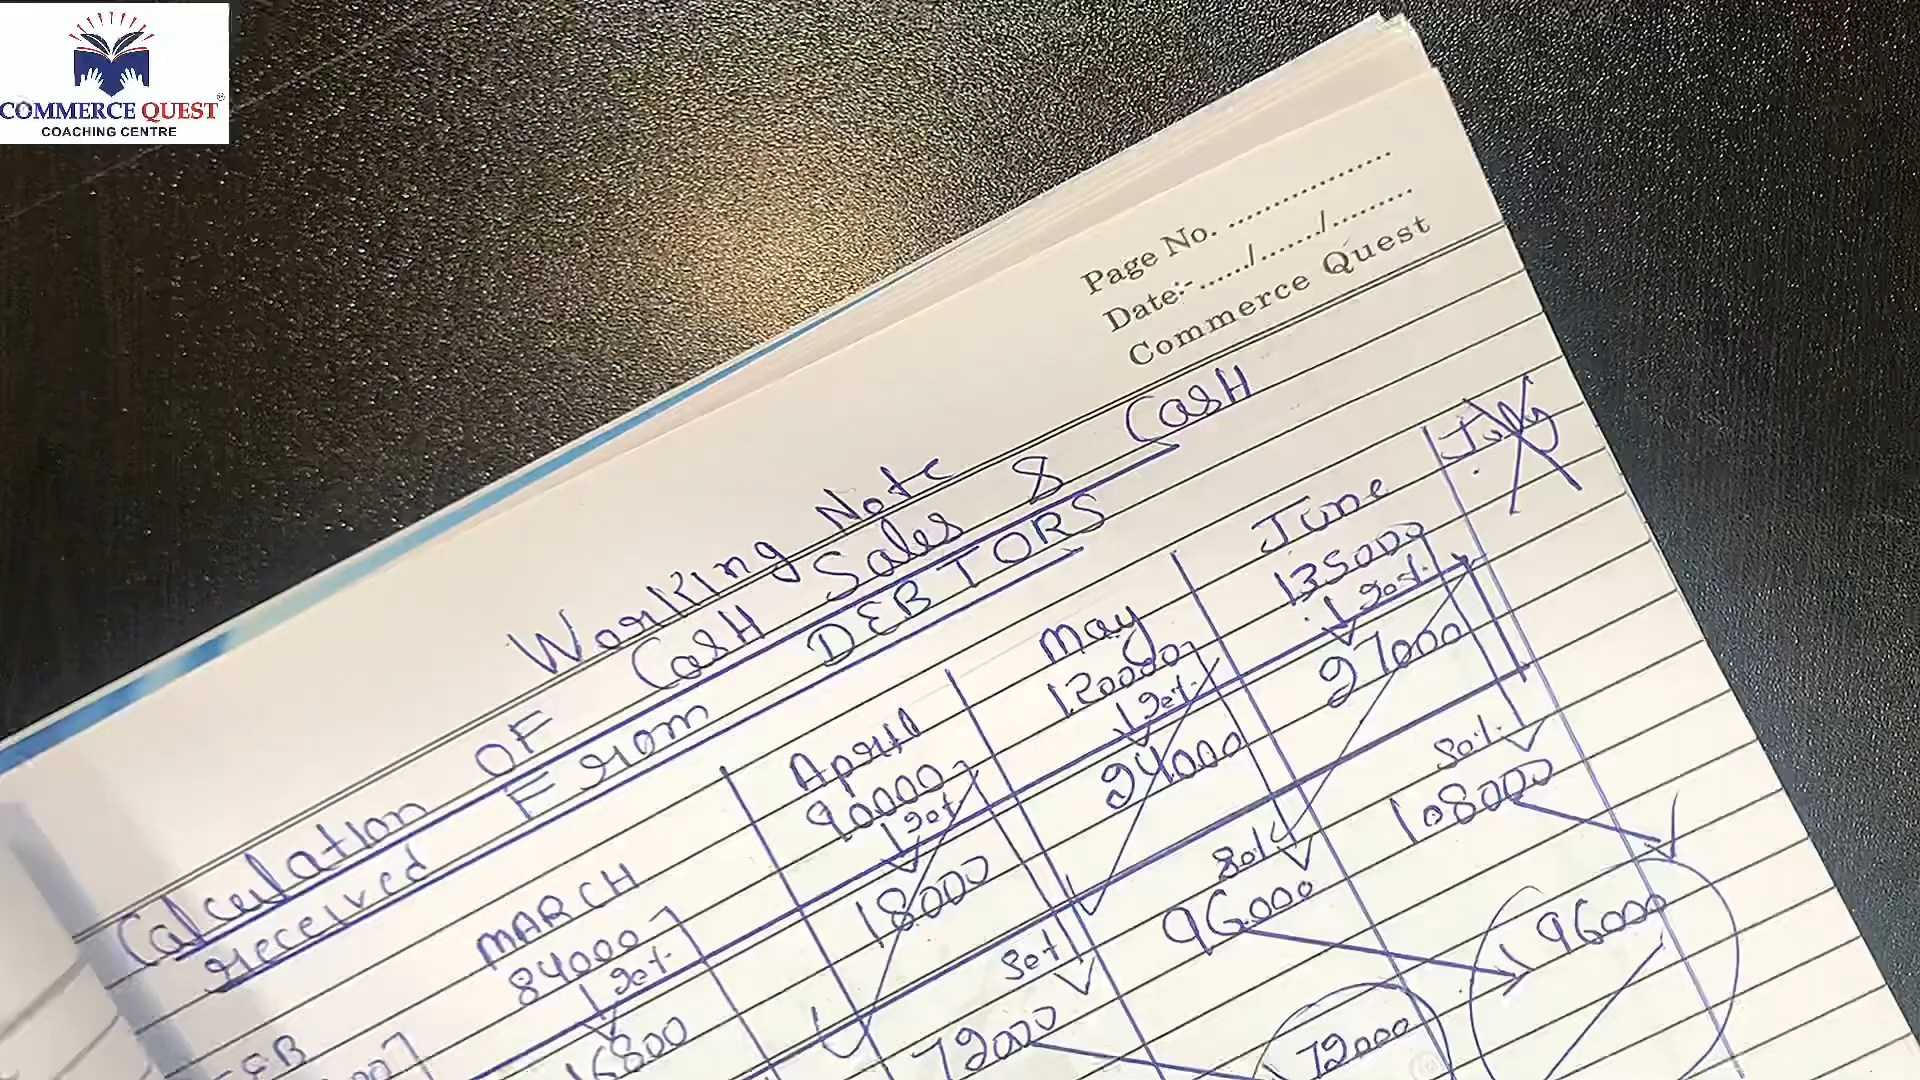 COMMERCE QUEST
COACHING CENTRE
Page No. ........................
Date:-....../......./.........
Commerce Quest
Working Note
Calculation OF Cash Sales & Cash
received From DEBTORS
FEB
MARCH
84000
20%
16800
April
90000
20%
18000
80%
72000
May
120000
20%
24000
80%
96000
72000
June
135000
20%
27000
80%
108000
96000
July